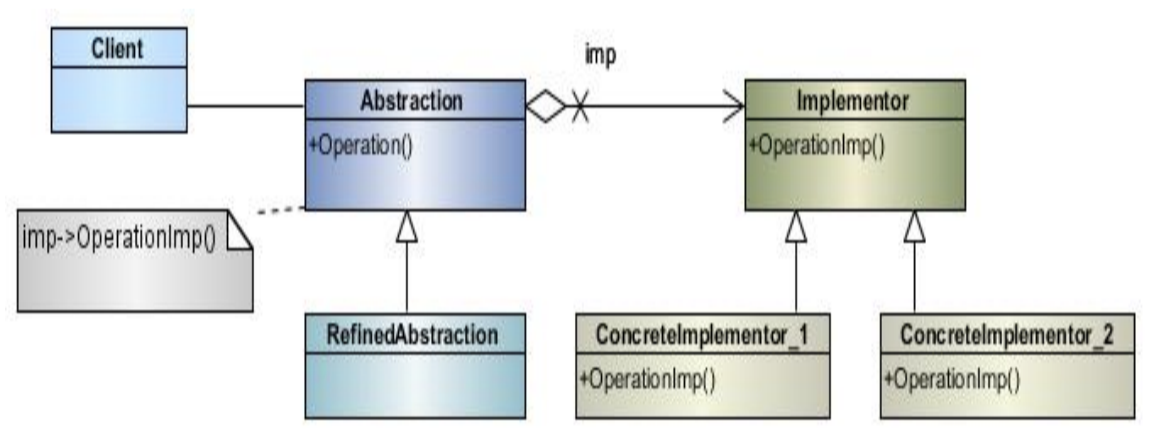 Client
imp
Abstraction
+Operation()
Implementor
+OperationImp()
imp->OperationImp()
RefinedAbstraction
ConcreteImplementor_1
+OperationImp()
ConcreteImplementor_2
+OperationImp()